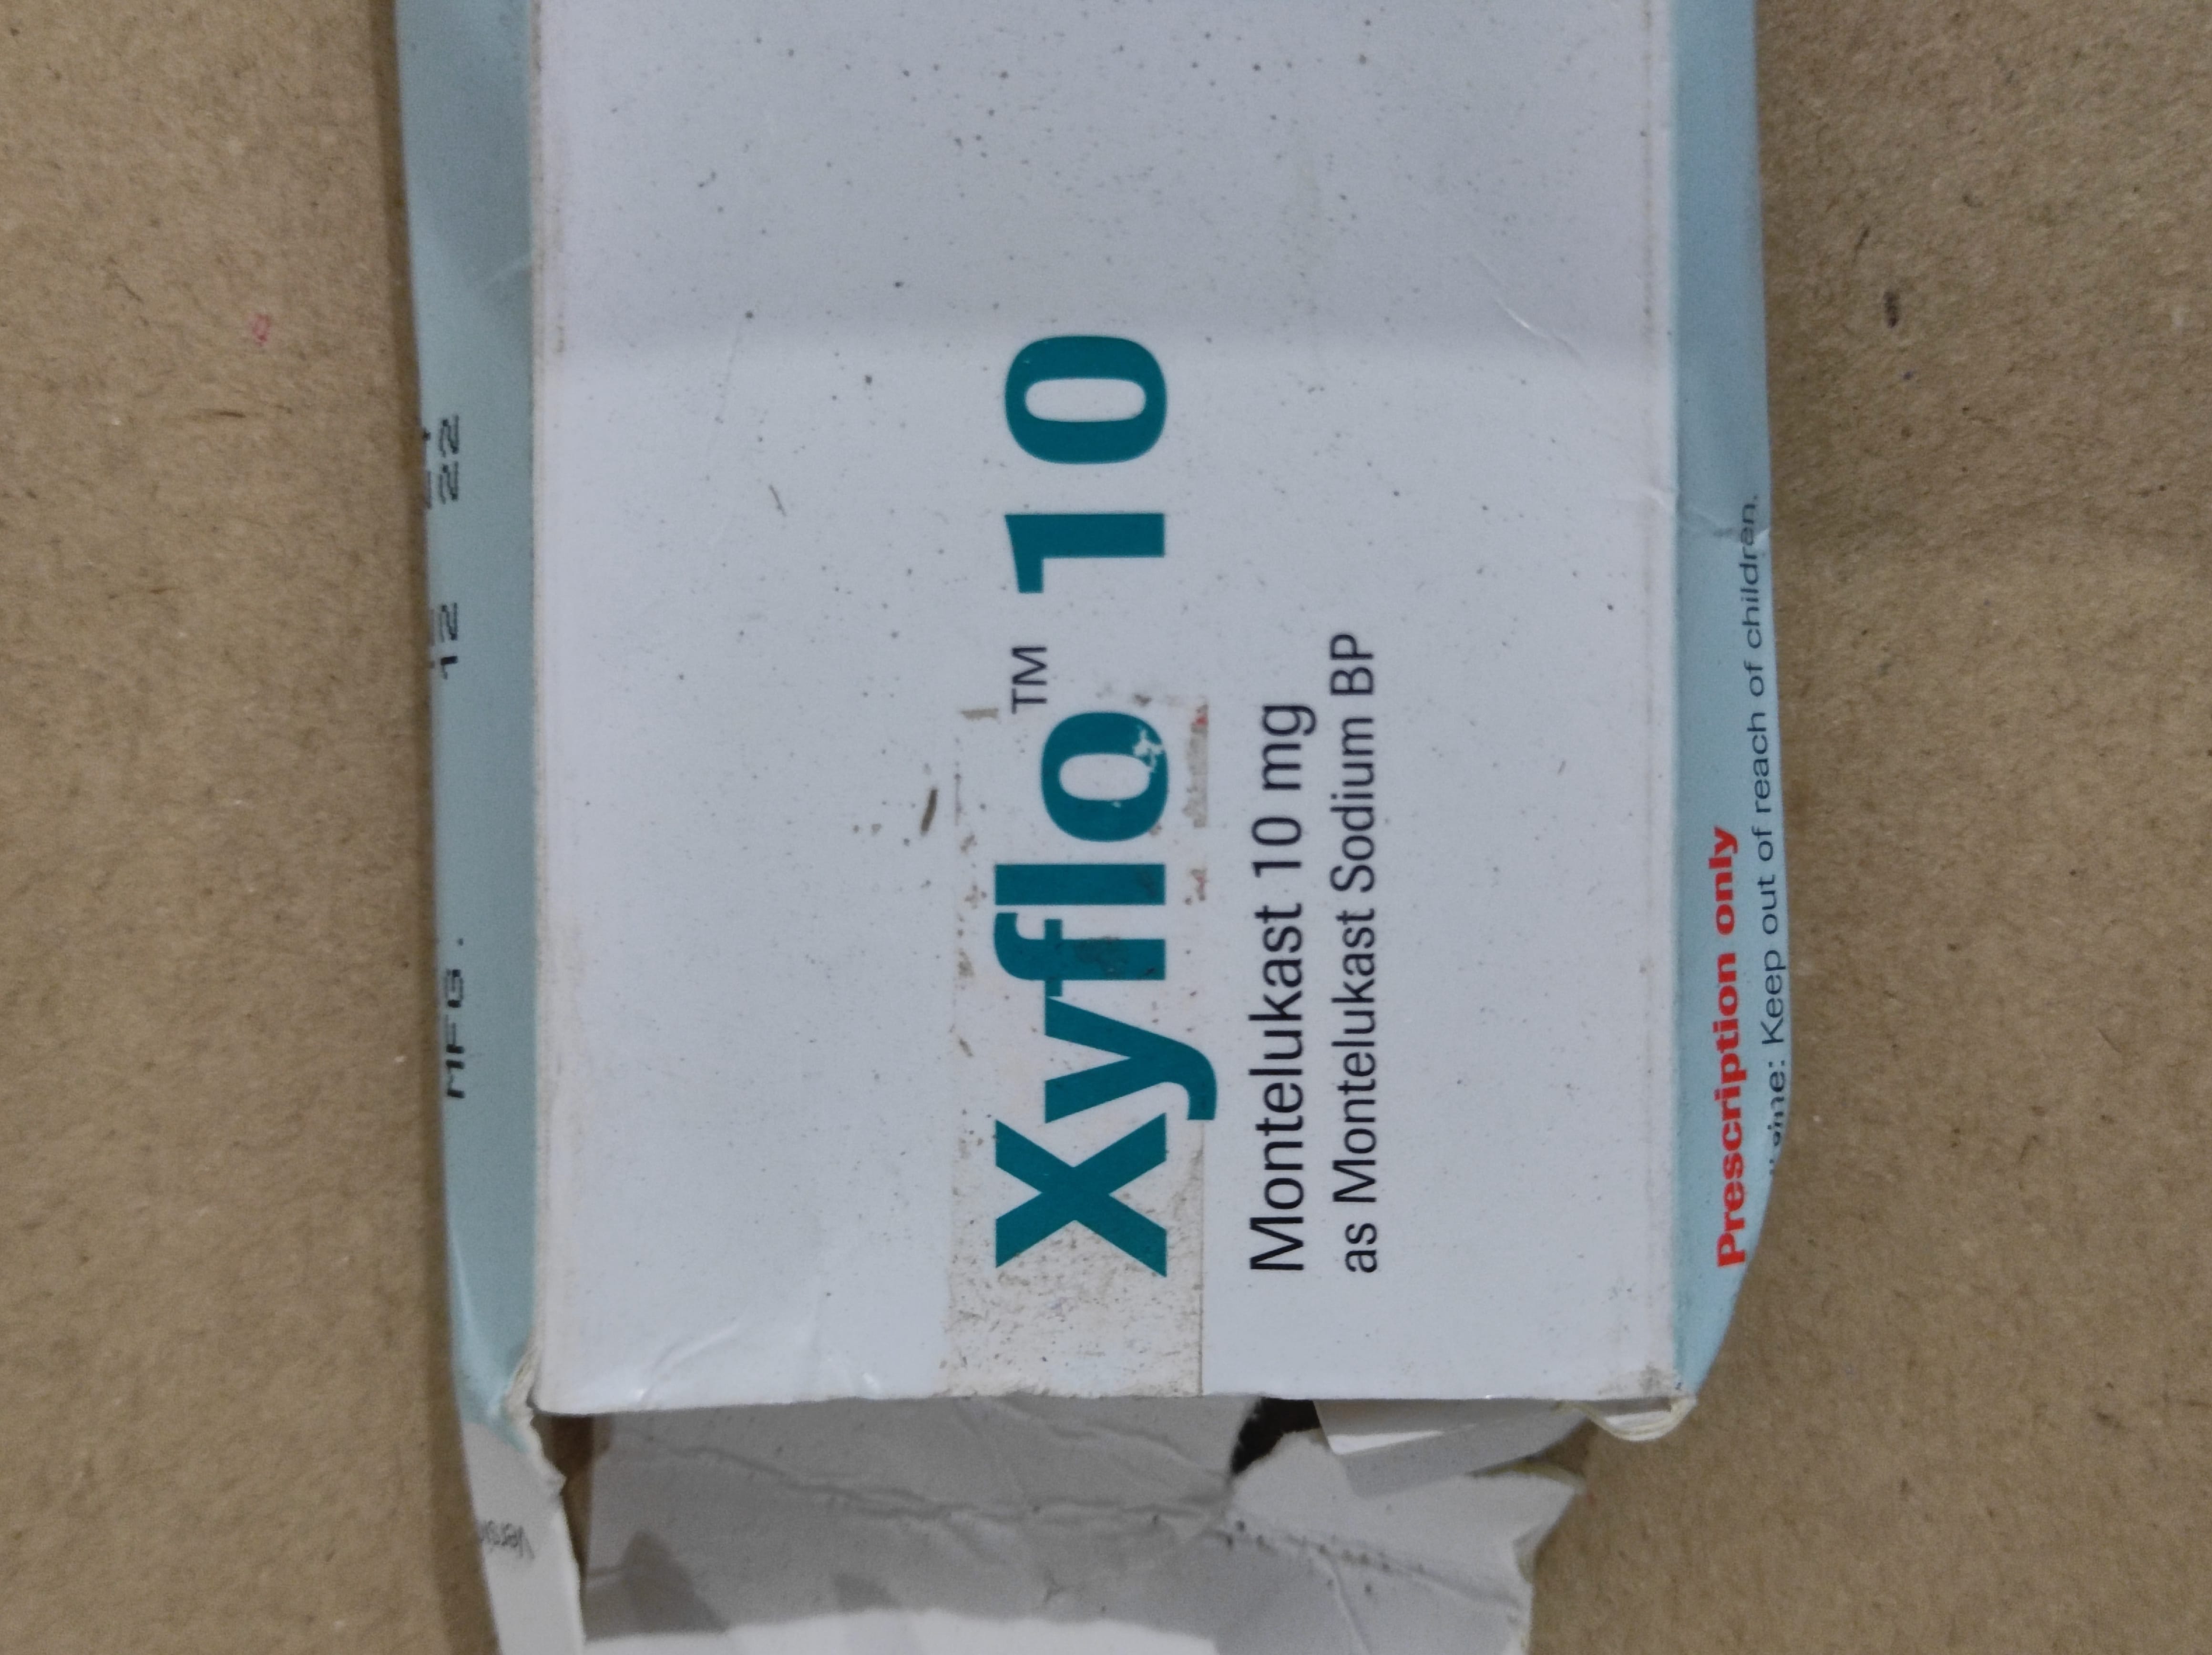 MFG. 12 22
Xyflo™ 10
Montelukast 10 mg
as Montelukast Sodium BP
Prescription only
Keep out of reach of children.